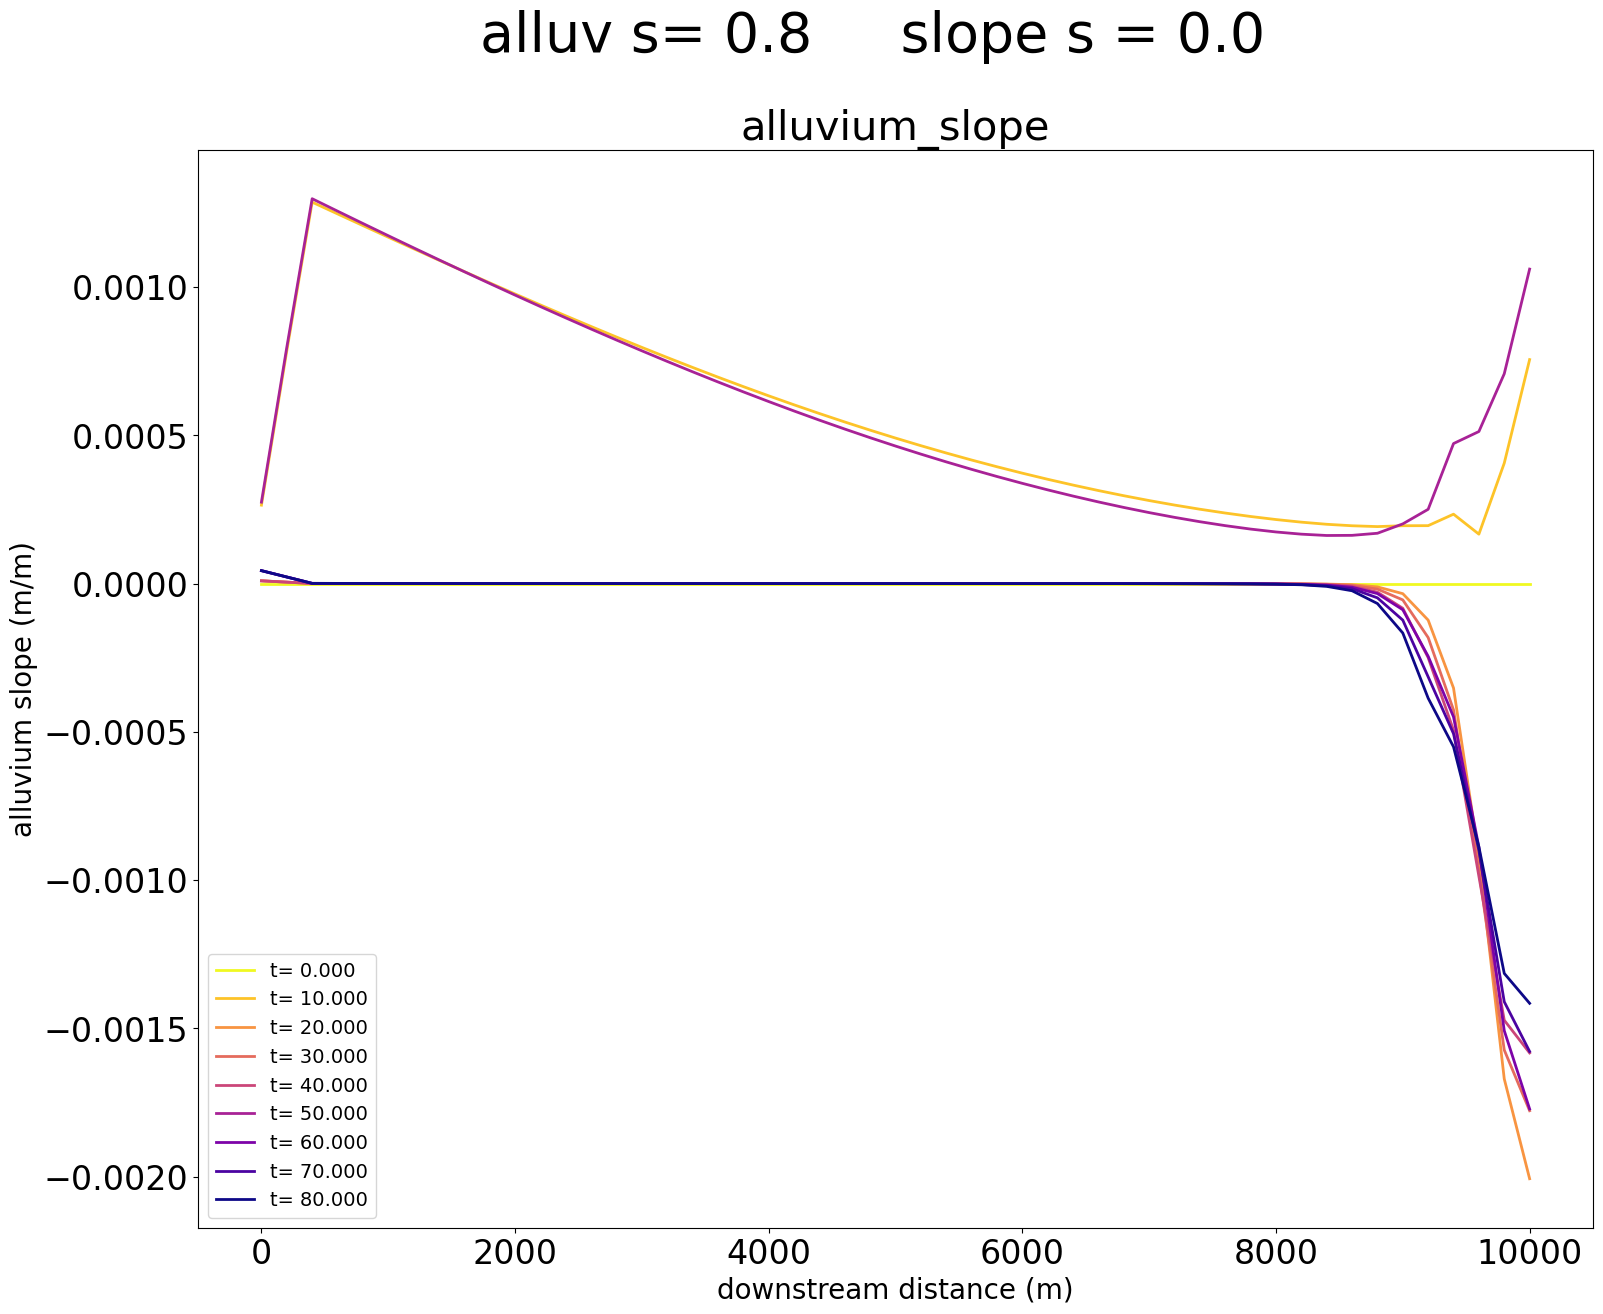 alluv s= 0.8 slope s = 0.0
alluvium_slope
0.0010
0.0005
0.0000
−0.0005
−0.0010
−0.0015
−0.0020
alluvium slope (m/m)
t= 0.000
t= 10.000
t= 20.000
t= 30.000
t= 40.000
t= 50.000
t= 60.000
t= 70.000
t= 80.000
0 2000 4000 6000 8000 10000
downstream distance (m)